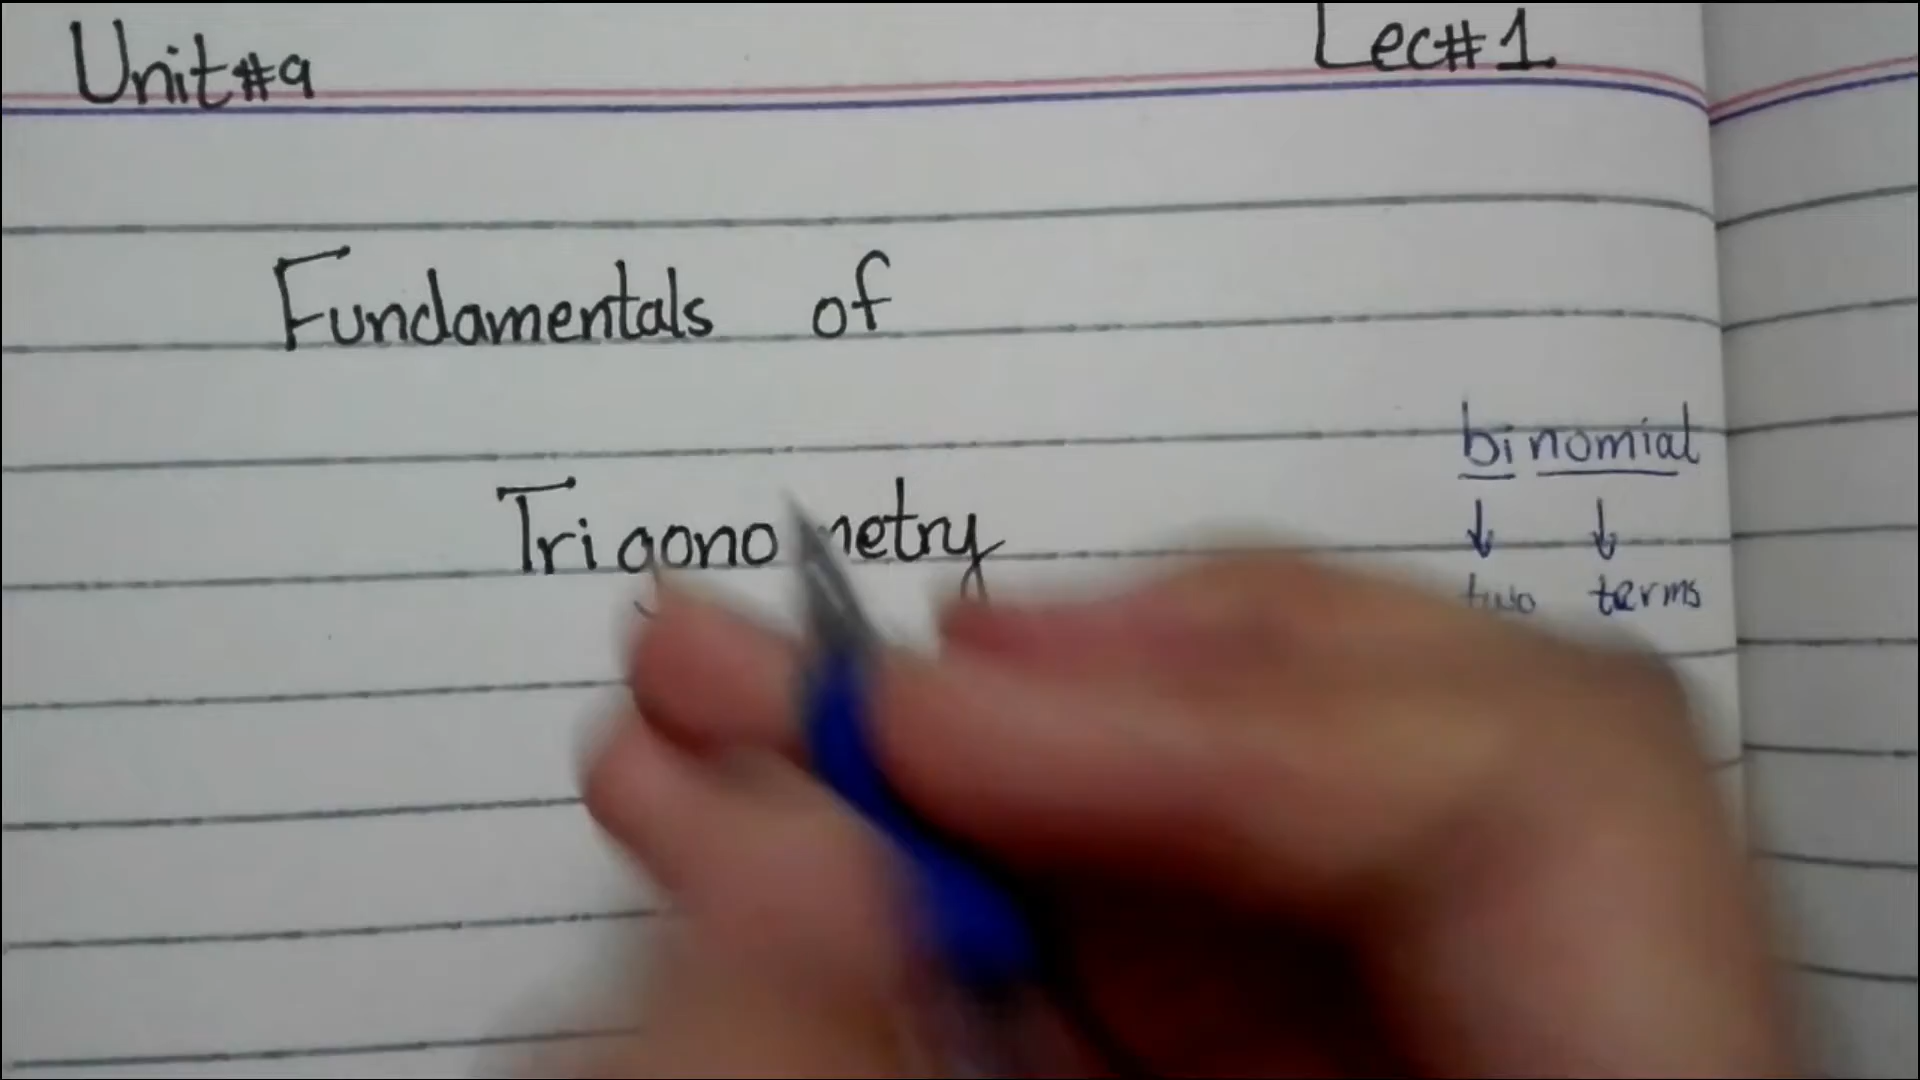 Unit#9 Lec#1
Fundamentals of
Trigonometry
binomial
two terms